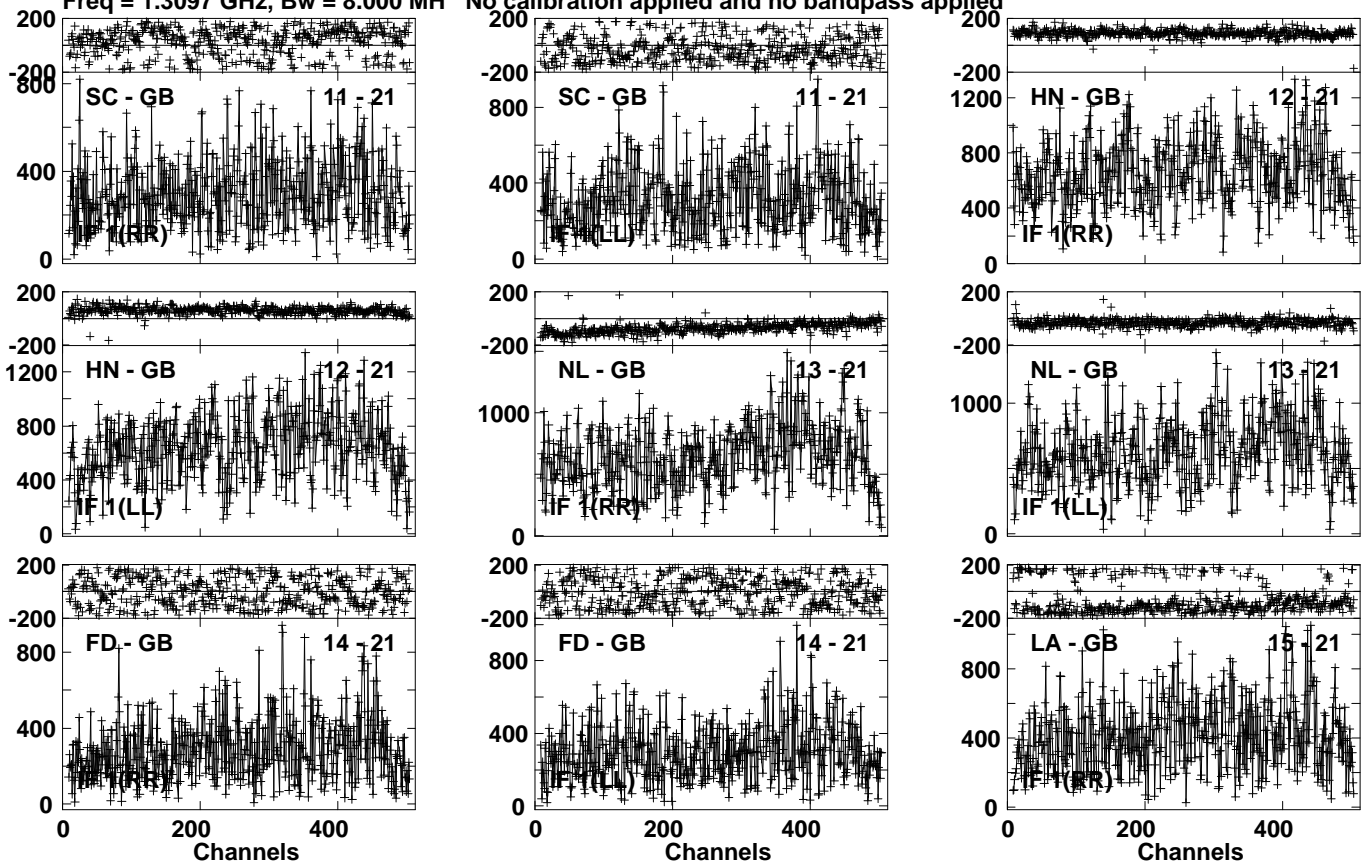 Freq = 1.3097 GHz, Bw = 8.000 MH No calibration applied and no bandpass applied
200 200 200
-200 -200 -200
800 800 1200
SC - GB 11 - 21 SC - GB 11 - 21 HN - GB 12 - 21
800
400 400 400
IF 1(RR) IF 1(LL) IF 1(RR)
0 0 0
200 200 200
-200 -200 -200
1200
HN - GB 12 - 21 NL - GB 13 - 21 NL - GB 13 - 21
800 1000 1000
400
IF 1(LL) IF 1(RR) IF 1(LL)
0 0 0
200 200 200
-200 -200 -200
FD - GB 14 - 21 FD - GB 14 - 21 LA - GB 15 - 21
800 800 800
400 400 400
IF 1(RR) IF 1(LL) IF 1(RR)
0 0 0
0 200 400 0 200 400 0 200 400
Channels Channels Channels